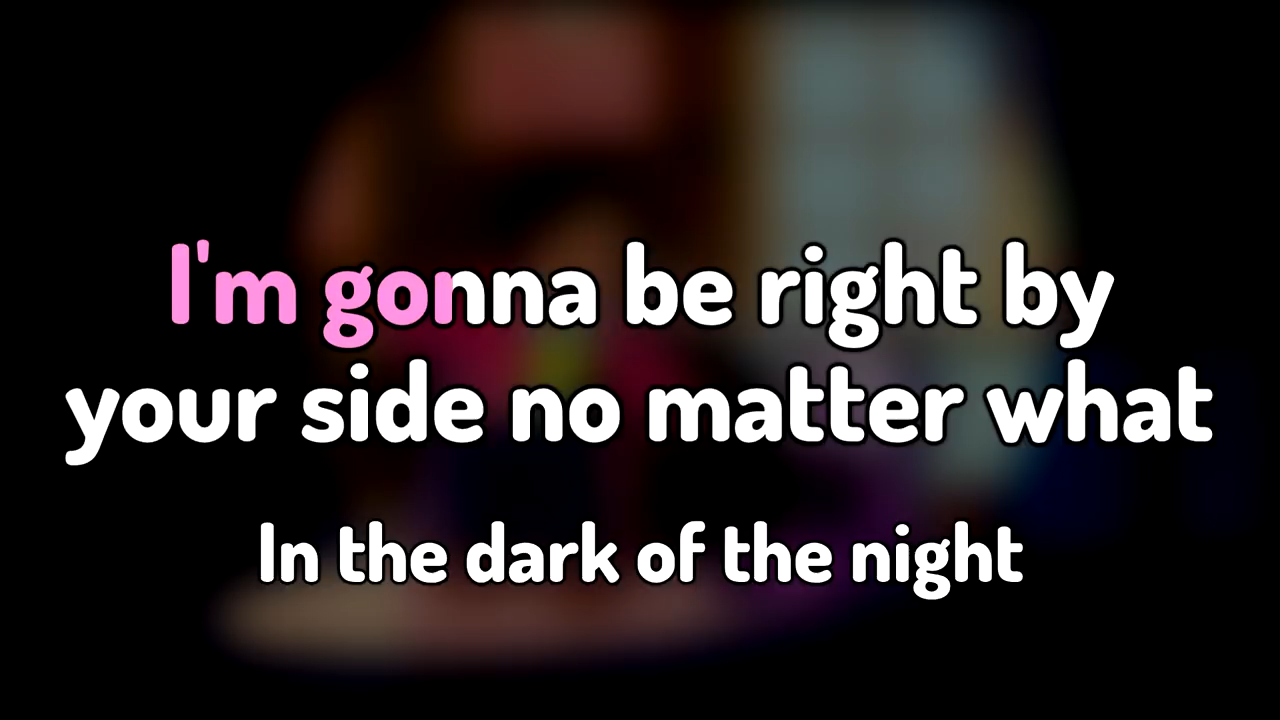 I'm gonna be right by
your side no matter what
In the dark of the night